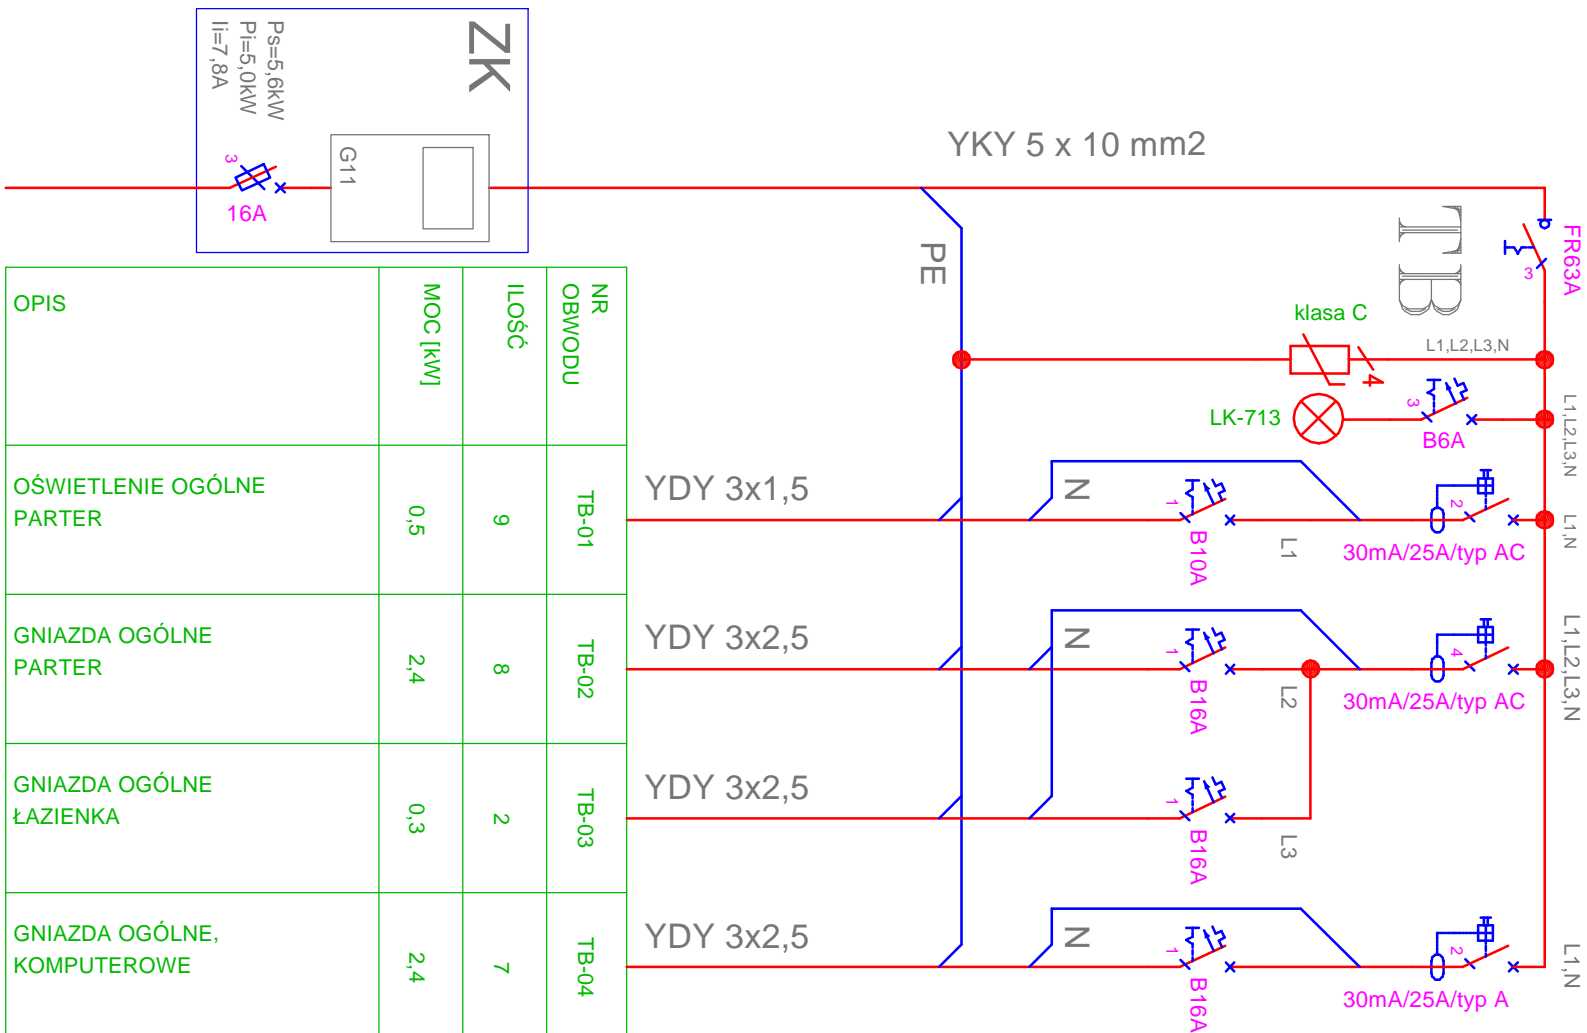 ZK
Ps=5,6kW
Pi=5,0kW
Ii=7,8A
G11
3
16A
YKY 5 x 10 mm2
PE
TB
FR63A
3
klasa C
L1,L2,L3,N
4
LK-713
3
B6A
L1,L2,L3,N
OPIS
MOC [kW]
ILOŚĆ
NR
OBWODU
OŚWIETLENIE OGÓLNE
PARTER
0,5
9
TB-01
YDY 3x1,5
N
1
B10A
L1
2
30mA/25A/typ AC
L1,N
GNIAZDA OGÓLNE
PARTER
2,4
8
TB-02
YDY 3x2,5
N
1
B16A
L2
4
30mA/25A/typ AC
L1,L2,L3,N
GNIAZDA OGÓLNE
ŁAZIENKA
0,3
2
TB-03
YDY 3x2,5
1
B16A
L3
GNIAZDA OGÓLNE,
KOMPUTEROWE
2,4
7
TB-04
YDY 3x2,5
N
1
B16A
2
30mA/25A/typ A
L1,N